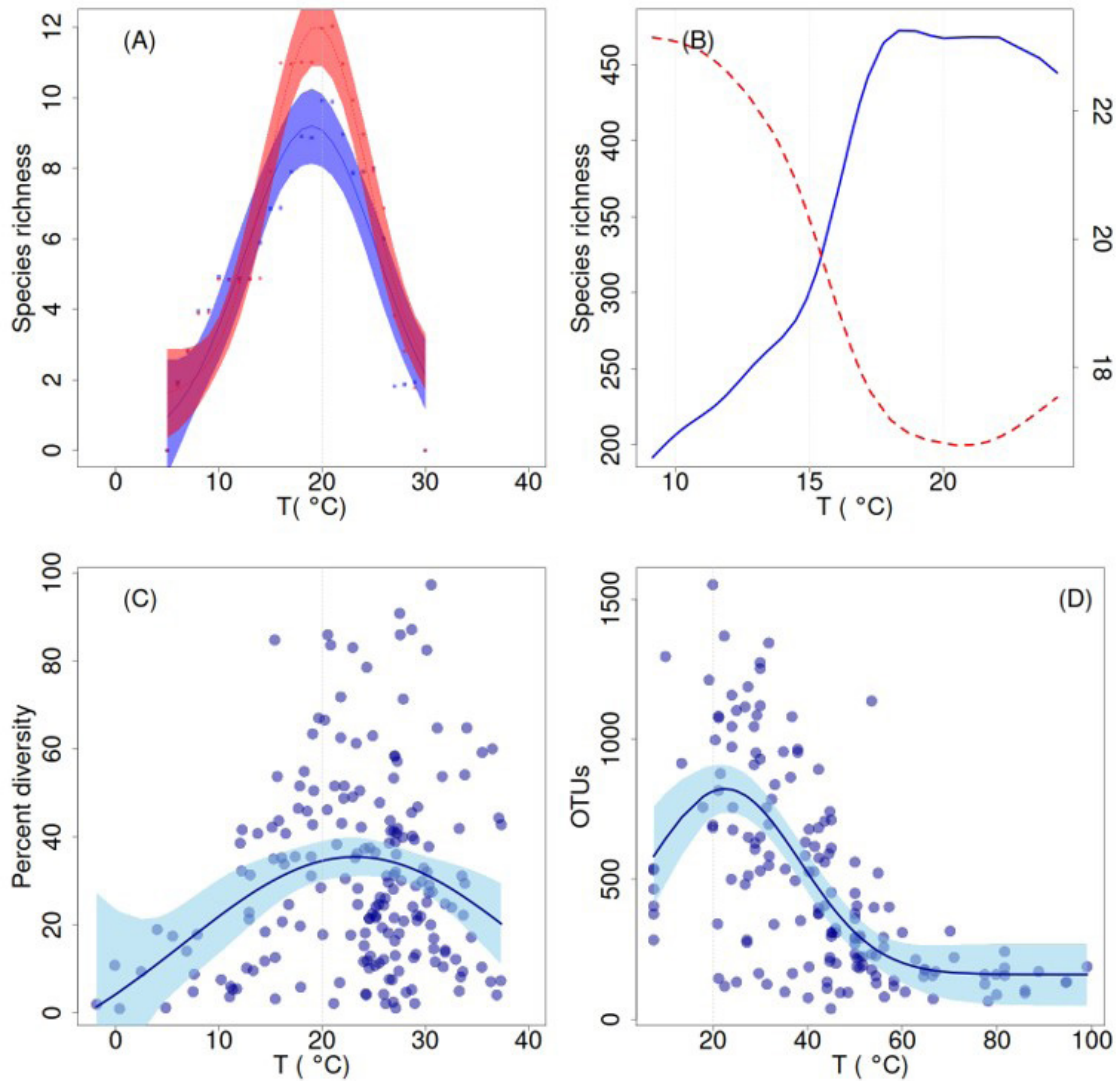 (A)
Species richness
0 2 4 6 8 10 12
0 10 20 30 40
T( °C)
(B)
Species richness
200 250 300 350 400 450
18 20 22
10 15 20
T ( °C)
(C)
Percent diversity
0 20 40 60 80 100
0 10 20 30 40
T ( °C)
(D)
OTUs
0 500 1000 1500
20 40 60 80 100
T ( °C)